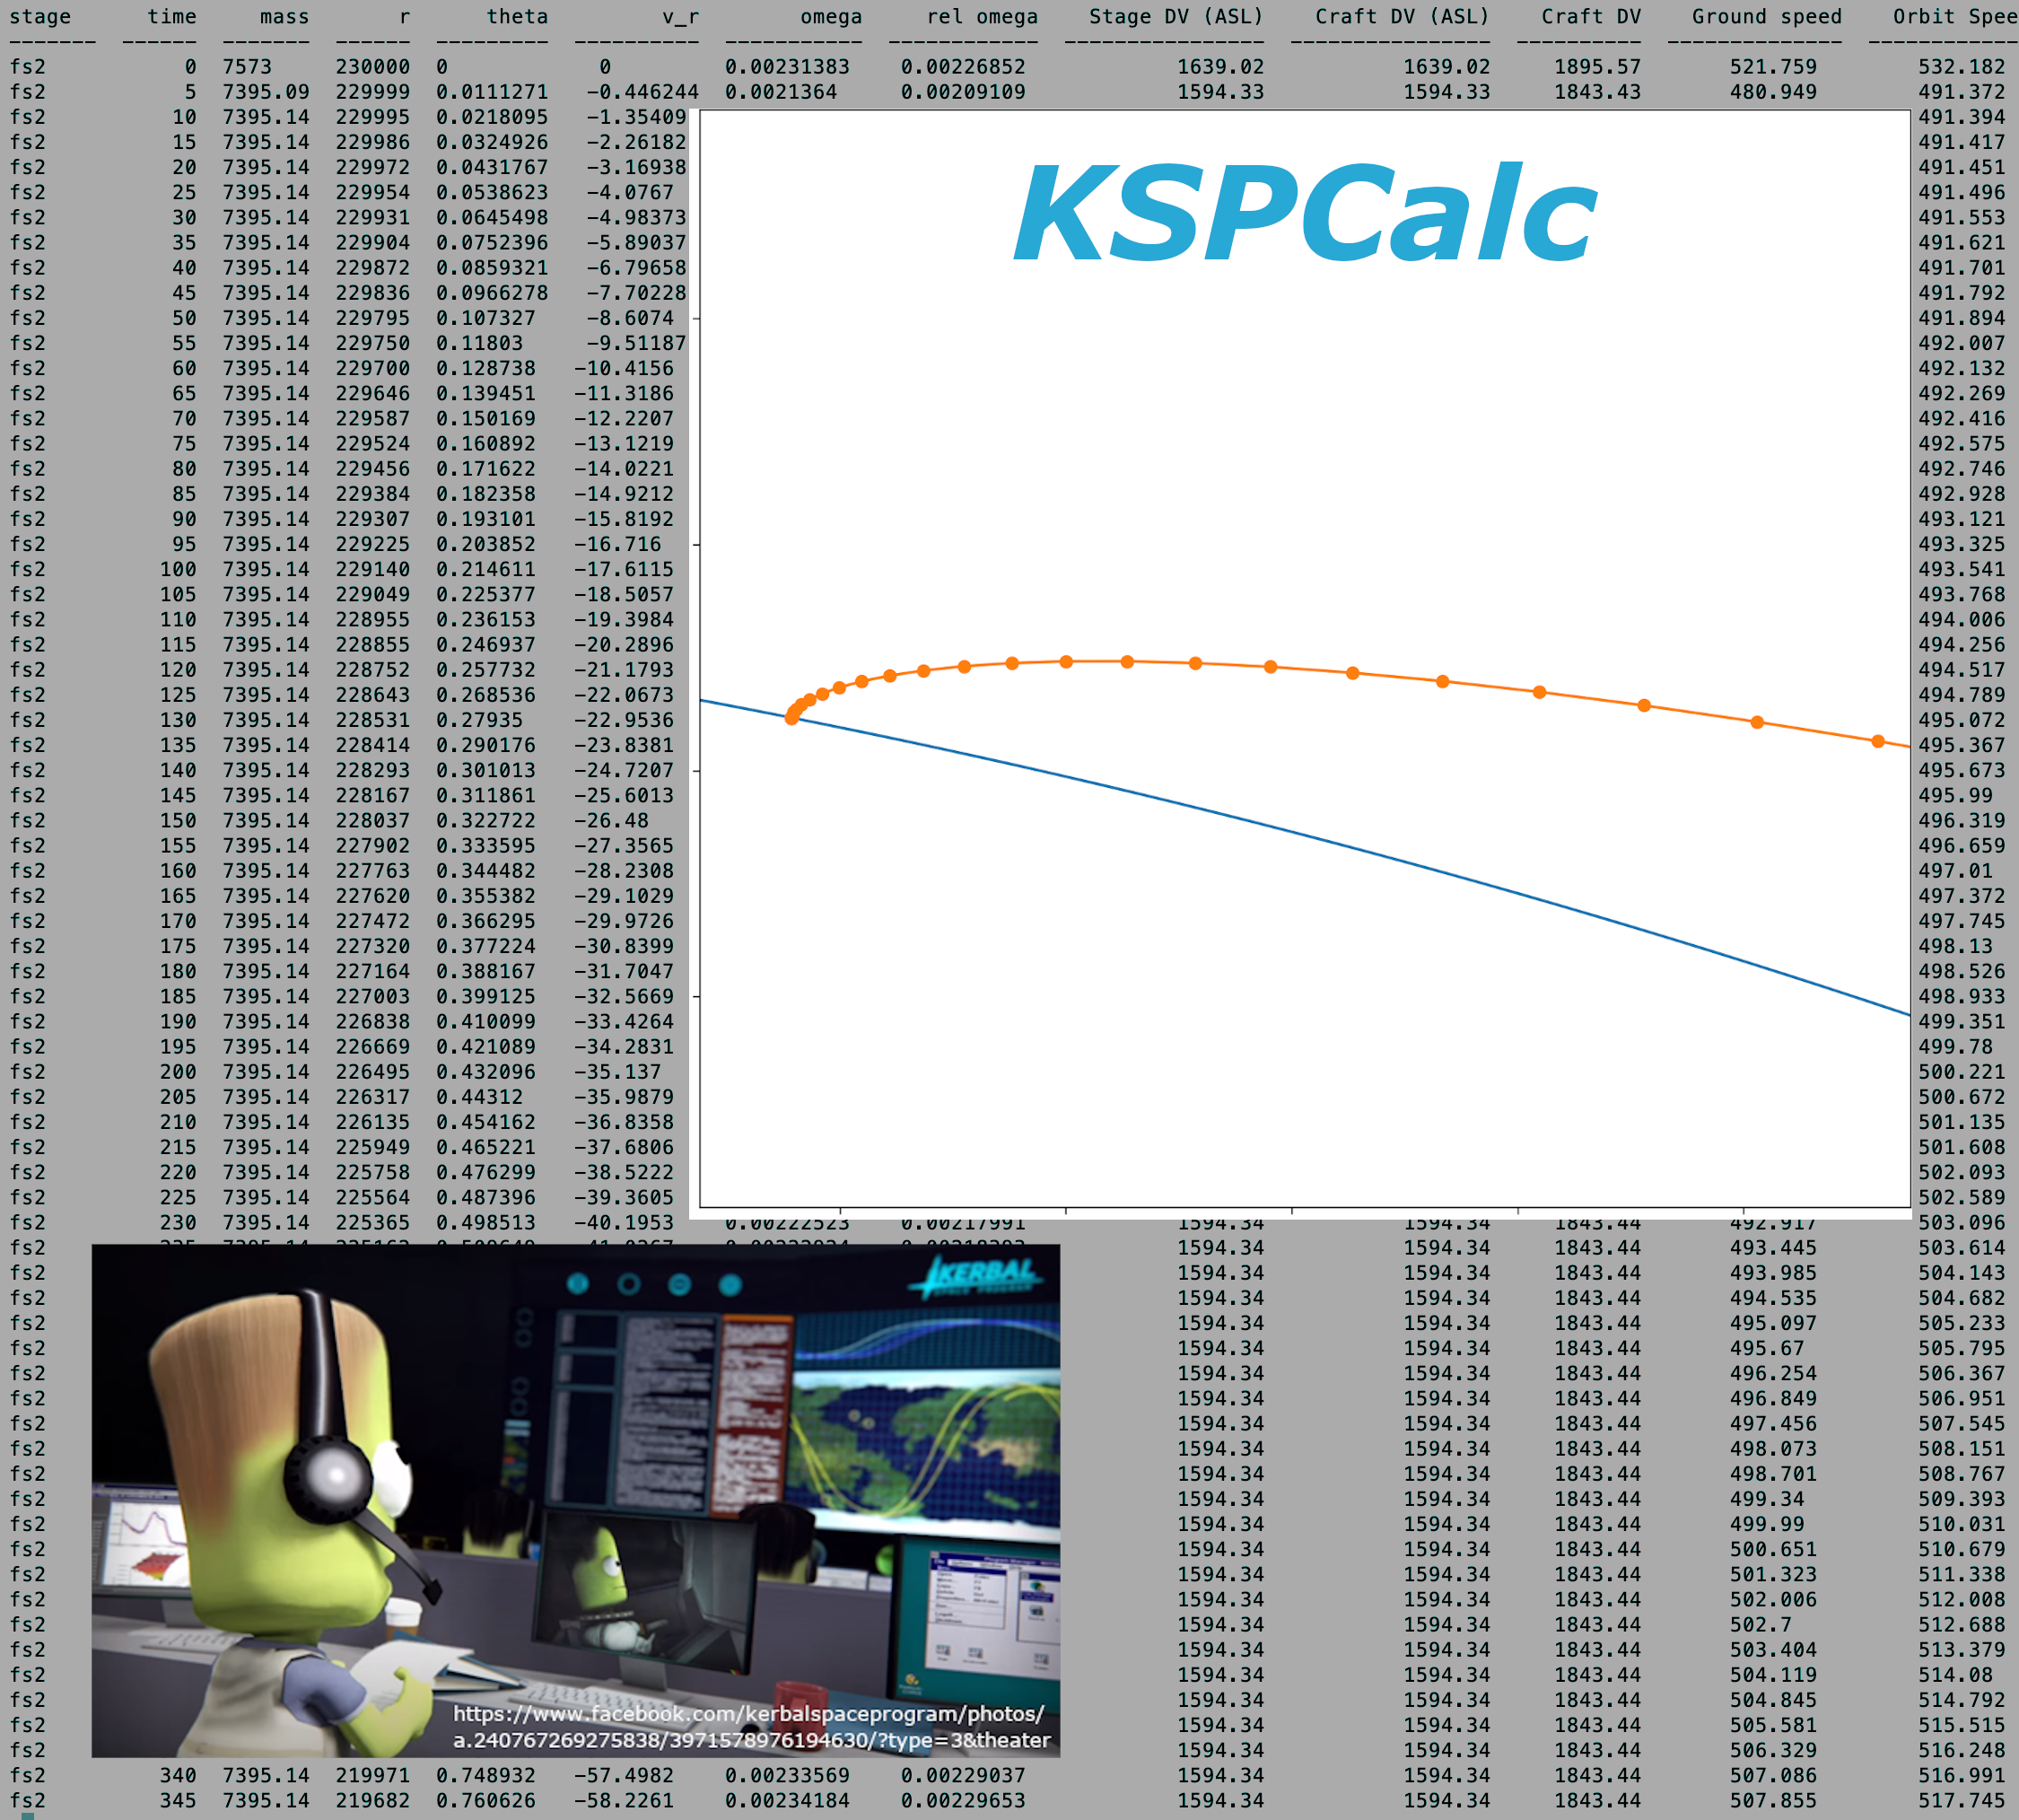 stage time mass r theta v_r omega rel omega Stage DV (ASL) Craft DV (ASL) Craft DV Ground speed Orbit Spee
------- ------ ------- ------ --------- ---------- ----------- ------------ ---------------- ---------------- ---------- -------------- ------------
fs2 0 7573 230000 0 0 0.00231383 0.00226852 1639.02 1639.02 1895.57 521.759 532.182
fs2 5 7395.09 229999 0.0111271 -0.446244 0.0021364 0.00209109 1594.33 1594.33 1843.43 480.949 491.372
fs2 10 7395.14 229995 0.0218095 -1.35409 491.394
fs2 15 7395.14 229986 0.0324926 -2.26182 491.417
fs2 20 7395.14 229972 0.0431767 -3.16938 491.451
fs2 25 7395.14 229954 0.0538623 -4.0767 491.496
fs2 30 7395.14 229931 0.0645498 -4.98373 491.553
fs2 35 7395.14 229904 0.0752396 -5.89037 491.621
fs2 40 7395.14 229872 0.0859321 -6.79658 491.701
fs2 45 7395.14 229836 0.0966278 -7.70228 491.792
fs2 50 7395.14 229795 0.107327 -8.6074 491.894
fs2 55 7395.14 229750 0.11803 -9.51187 492.007
fs2 60 7395.14 229700 0.128738 -10.4156 492.132
fs2 65 7395.14 229646 0.139451 -11.3186 492.269
fs2 70 7395.14 229587 0.150169 -12.2207 492.416
fs2 75 7395.14 229524 0.160892 -13.1219 492.575
fs2 80 7395.14 229456 0.171622 -14.0221 492.746
fs2 85 7395.14 229384 0.182358 -14.9212 492.928
fs2 90 7395.14 229307 0.193101 -15.8192 493.121
fs2 95 7395.14 229225 0.203852 -16.716 493.325
fs2 100 7395.14 229140 0.214611 -17.6115 493.541
fs2 105 7395.14 229049 0.225377 -18.5057 493.768
fs2 110 7395.14 228955 0.236153 -19.3984 494.006
fs2 115 7395.14 228855 0.246937 -20.2896 494.256
fs2 120 7395.14 228752 0.257732 -21.1793 494.517
fs2 125 7395.14 228643 0.268536 -22.0673 494.789
fs2 130 7395.14 228531 0.27935 -22.9536 495.072
fs2 135 7395.14 228414 0.290176 -23.8381 495.367
fs2 140 7395.14 228293 0.301013 -24.7207 495.673
fs2 145 7395.14 228167 0.311861 -25.6013 495.99
fs2 150 7395.14 228037 0.322722 -26.48 496.319
fs2 155 7395.14 227902 0.333595 -27.3565 496.659
fs2 160 7395.14 227763 0.344482 -28.2308 497.01
fs2 165 7395.14 227620 0.355382 -29.1029 497.372
fs2 170 7395.14 227472 0.366295 -29.9726 497.745
fs2 175 7395.14 227320 0.377224 -30.8399 498.13
fs2 180 7395.14 227164 0.388167 -31.7047 498.526
fs2 185 7395.14 227003 0.399125 -32.5669 498.933
fs2 190 7395.14 226838 0.410099 -33.4264 499.351
fs2 195 7395.14 226669 0.421089 -34.2831 499.78
fs2 200 7395.14 226495 0.432096 -35.137 500.221
fs2 205 7395.14 226317 0.44312 -35.9879 500.672
fs2 210 7395.14 226135 0.454162 -36.8358 501.135
fs2 215 7395.14 225949 0.465221 -37.6806 501.608
fs2 220 7395.14 225758 0.476299 -38.5222 502.093
fs2 225 7395.14 225564 0.487396 -39.3605 502.589
fs2 230 7395.14 225365 0.498513 -40.1953 0.00222523 0.00217991 1594.34 1594.34 1843.44 492.917 503.096
fs2 1594.34 1594.34 1843.44 493.445 503.614
fs2 1594.34 1594.34 1843.44 493.985 504.143
fs2 1594.34 1594.34 1843.44 494.535 504.682
fs2 1594.34 1594.34 1843.44 495.097 505.233
fs2 1594.34 1594.34 1843.44 495.67 505.795
fs2 1594.34 1594.34 1843.44 496.254 506.367
fs2 1594.34 1594.34 1843.44 496.849 506.951
fs2 1594.34 1594.34 1843.44 497.456 507.545
fs2 1594.34 1594.34 1843.44 498.073 508.151
fs2 1594.34 1594.34 1843.44 498.701 508.767
fs2 1594.34 1594.34 1843.44 499.34 509.393
fs2 1594.34 1594.34 1843.44 499.99 510.031
fs2 1594.34 1594.34 1843.44 500.651 510.679
fs2 1594.34 1594.34 1843.44 501.323 511.338
fs2 1594.34 1594.34 1843.44 502.006 512.008
fs2 1594.34 1594.34 1843.44 502.7 512.688
fs2 1594.34 1594.34 1843.44 503.404 513.379
fs2 1594.34 1594.34 1843.44 504.119 514.08
fs2 1594.34 1594.34 1843.44 504.845 514.792
fs2 1594.34 1594.34 1843.44 505.581 515.515
fs2 1594.34 1594.34 1843.44 506.329 516.248
fs2 340 7395.14 219971 0.748932 -57.4982 0.00233569 0.00229037 1594.34 1594.34 1843.44 507.086 516.991
fs2 345 7395.14 219682 0.760626 -58.2261 0.00234184 0.00229653 1594.34 1594.34 1843.44 507.855 517.745
KSPCalc
KERBAL
SPACE PROGRAM
https://www.facebook.com/kerbalspaceprogram/photos/
a.240767269275838/3971578976194630/?type=3&theater